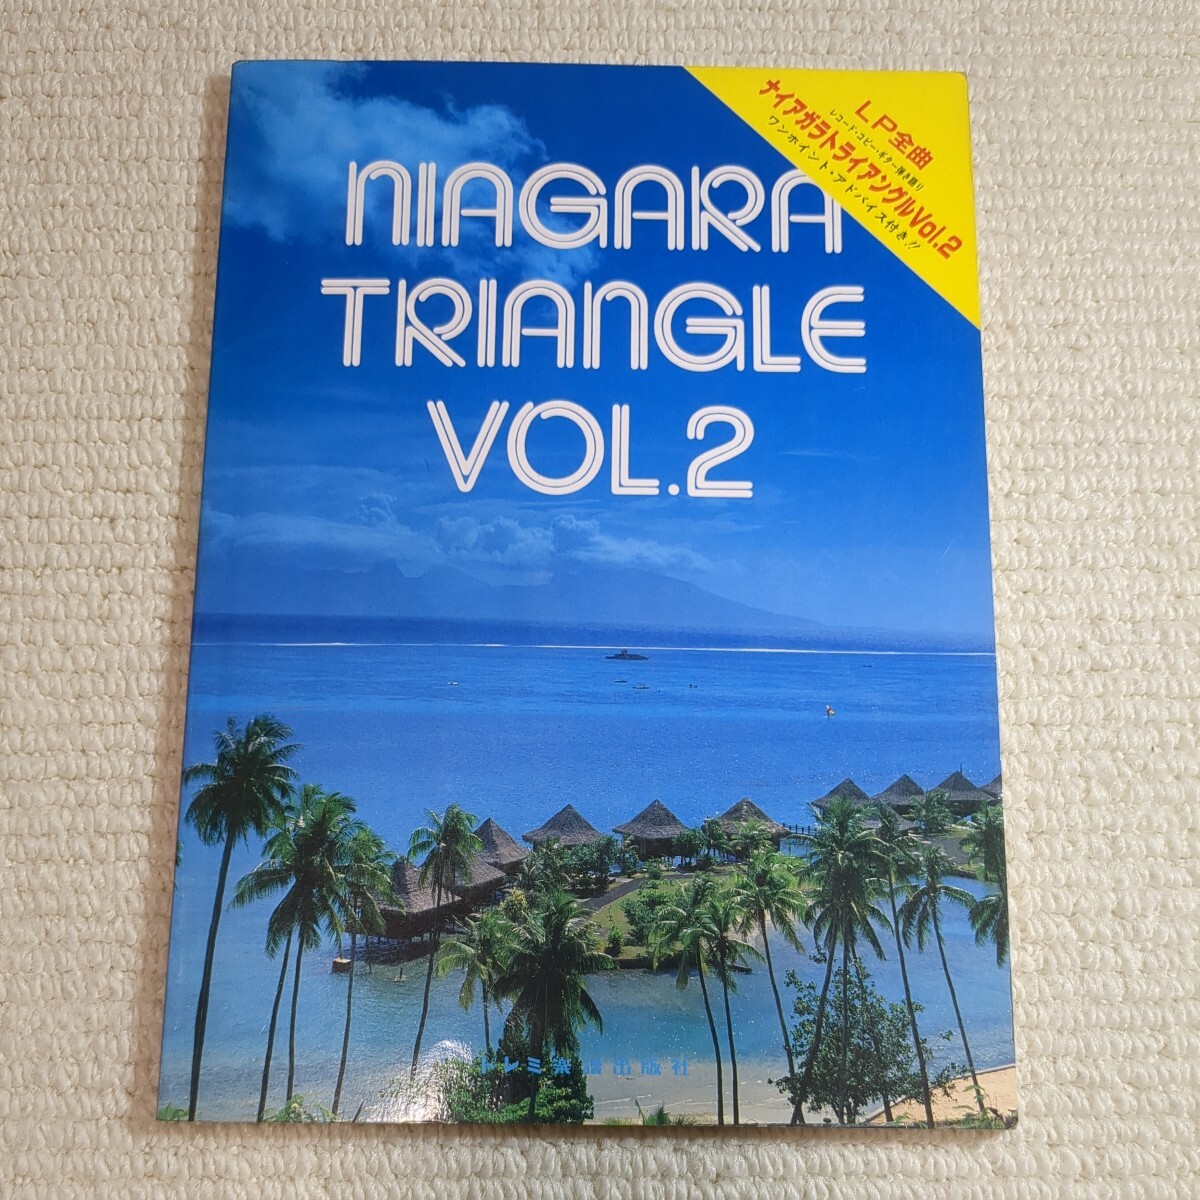 NIAGARA
TRIANGLE
VOL.2
LP全曲
レコード・コピー・ギター弾き語り
ナイアガラトライアングルVol.2
ワンポイント・アドバイス付き!!
ドレミ楽譜出版社